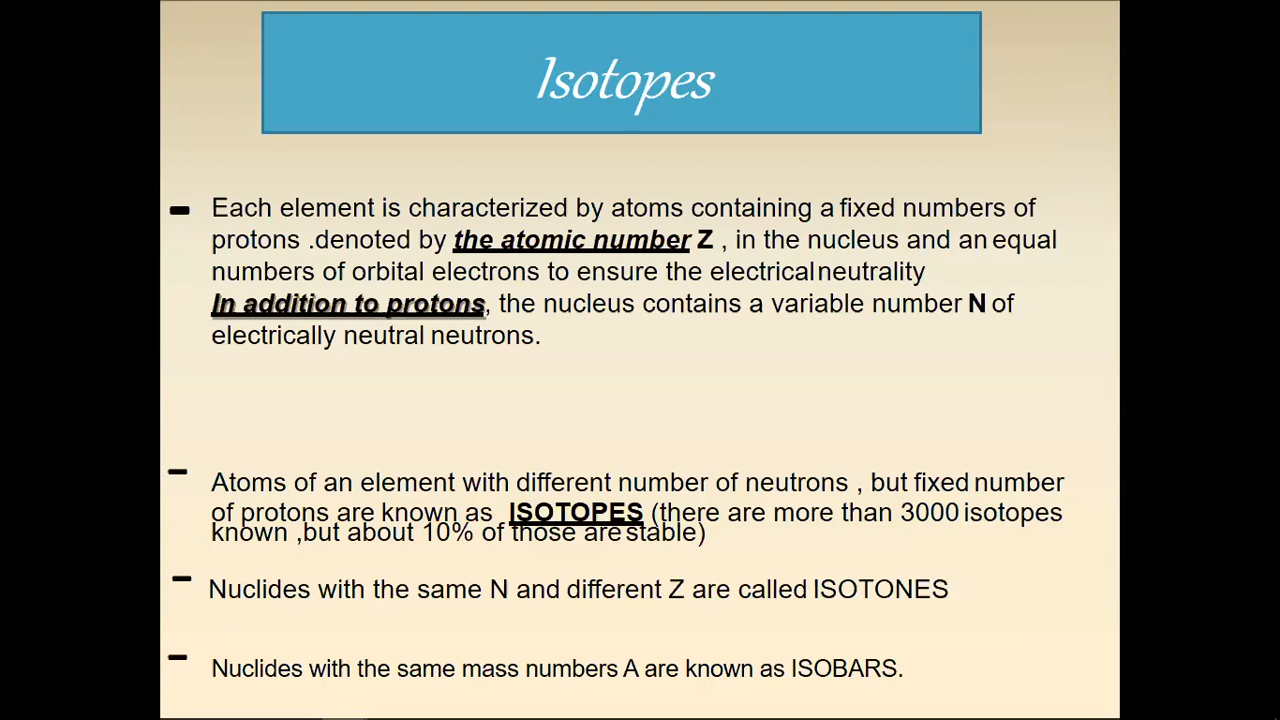 Isotopes
- Each element is characterized by atoms containing a fixed numbers of
protons .denoted by the atomic number Z , in the nucleus and an equal
numbers of orbital electrons to ensure the electrical neutrality
In addition to protons, the nucleus contains a variable number N of
electrically neutral neutrons.
- Atoms of an element with different number of neutrons , but fixed number
of protons are known as ISOTOPES (there are more than 3000 isotopes
known ,but about 10% of those are stable)
- Nuclides with the same N and different Z are called ISOTONES
- Nuclides with the same mass numbers A are known as ISOBARS.